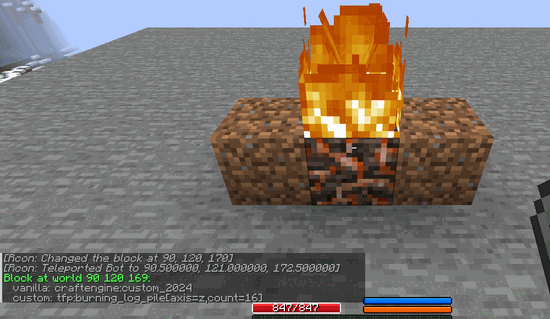 [Rcon: Changed the block at 90, 120, 170]
[Rcon: Teleported Bot to 90.500000, 121.000000, 172.500000]
Block at world 90 120 169:
vanilla: craftengine:custom_2024
custom: tfp:burning_log_pile[axis=z,count=16]
847/847